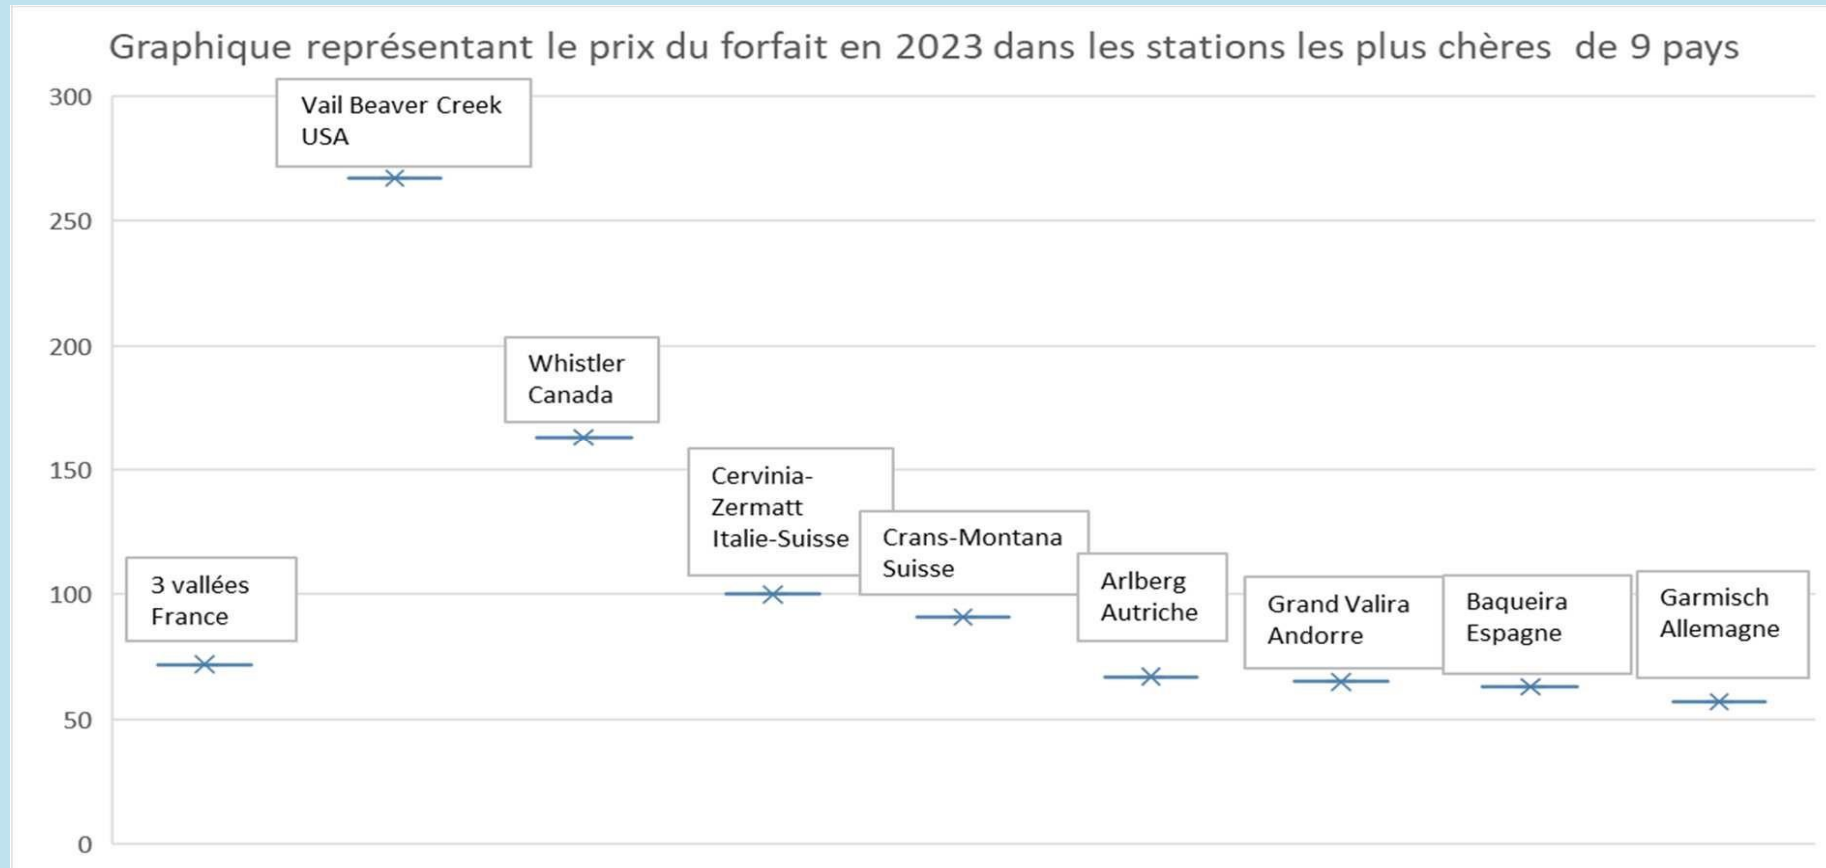 Graphique représentant le prix du forfait en 2023 dans les stations les plus chères  de 9 pays
300
250
200
150
100
50
0
3 vallées
France
Vail Beaver Creek
USA
Whistler
Canada
Cervinia-
Zermatt
Italie-Suisse
Crans-Montana
Suisse
Arlberg
Autriche
Grand Valira
Andorre
Baqueira
Espagne
Garmisch
Allemagne